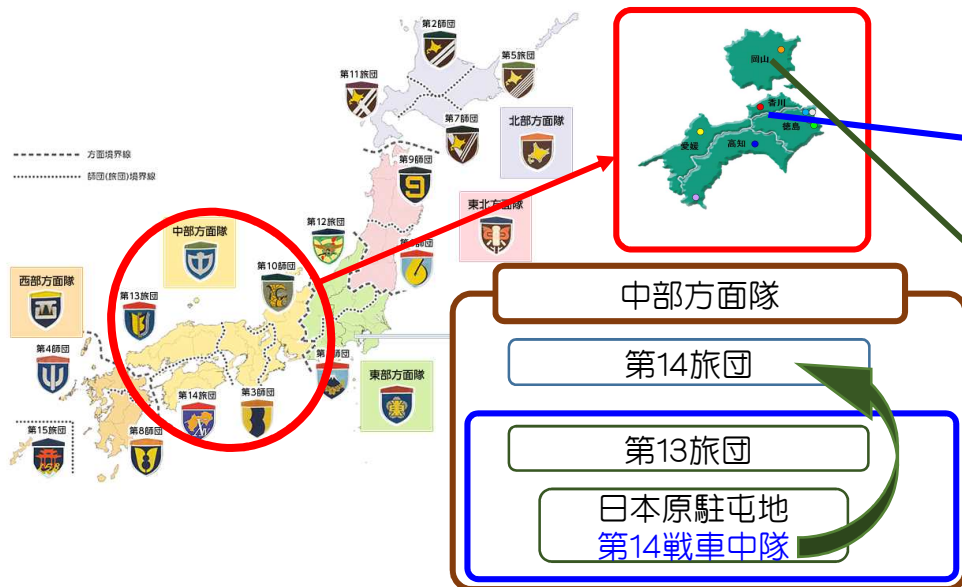 第2師団
第5旅団
第11旅団
第7師団
北部方面隊
方面境界線
師団(旅団)境界線
第9師団
9
東北方面隊
第12旅団
中部方面隊
第10師団
西部方面隊
第13旅団
第4師団
東部方面隊
第14旅団
第3師団
第15旅団
第8師団
岡山
香川
徳島
愛媛
高知
中部方面隊
第14旅団
第13旅団
日本原駐屯地
第14戦車中隊